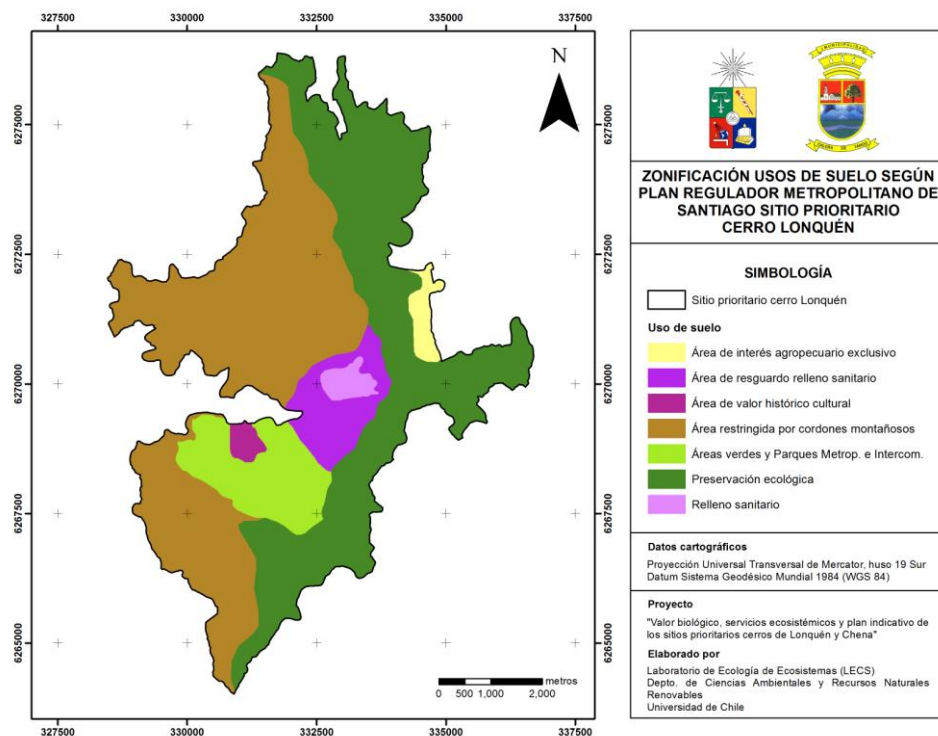 327500 330000 332500 335000 337500
6275000 6275000
6272500 6272500
6270000 6270000
6267500 6267500
6265000 6265000
N
0 500 1,000 2,000
metros
327500 330000 332500 335000 337500
MUNICIPALIDAD
CALERA DE TANGO
ZONIFICACIÓN USOS DE SUELO SEGÚN
PLAN REGULADOR METROPOLITANO DE
SANTIAGO SITIO PRIORITARIO
CERRO LONQUÉN
SIMBOLOGÍA
Sitio prioritario cerro Lonquén
Uso de suelo
Área de interés agropecuario exclusivo
Área de resguardo relleno sanitario
Área de valor histórico cultural
Área restringida por cordones montañosos
Áreas verdes y Parques Metrop. e Intercom.
Preservación ecológica
Relleno sanitario
Datos cartográficos
Proyección Universal Transversal de Mercator, huso 19 Sur
Datum Sistema Geodésico Mundial 1984 (WGS 84)
Proyecto
"Valor biológico, servicios ecosistémicos y plan indicativo de
los sitios prioritarios cerros de Lonquén y Chena"
Elaborado por
Laboratorio de Ecología de Ecosistemas (LECS)
Depto. de Ciencias Ambientales y Recursos Naturales
Renovables
Universidad de Chile